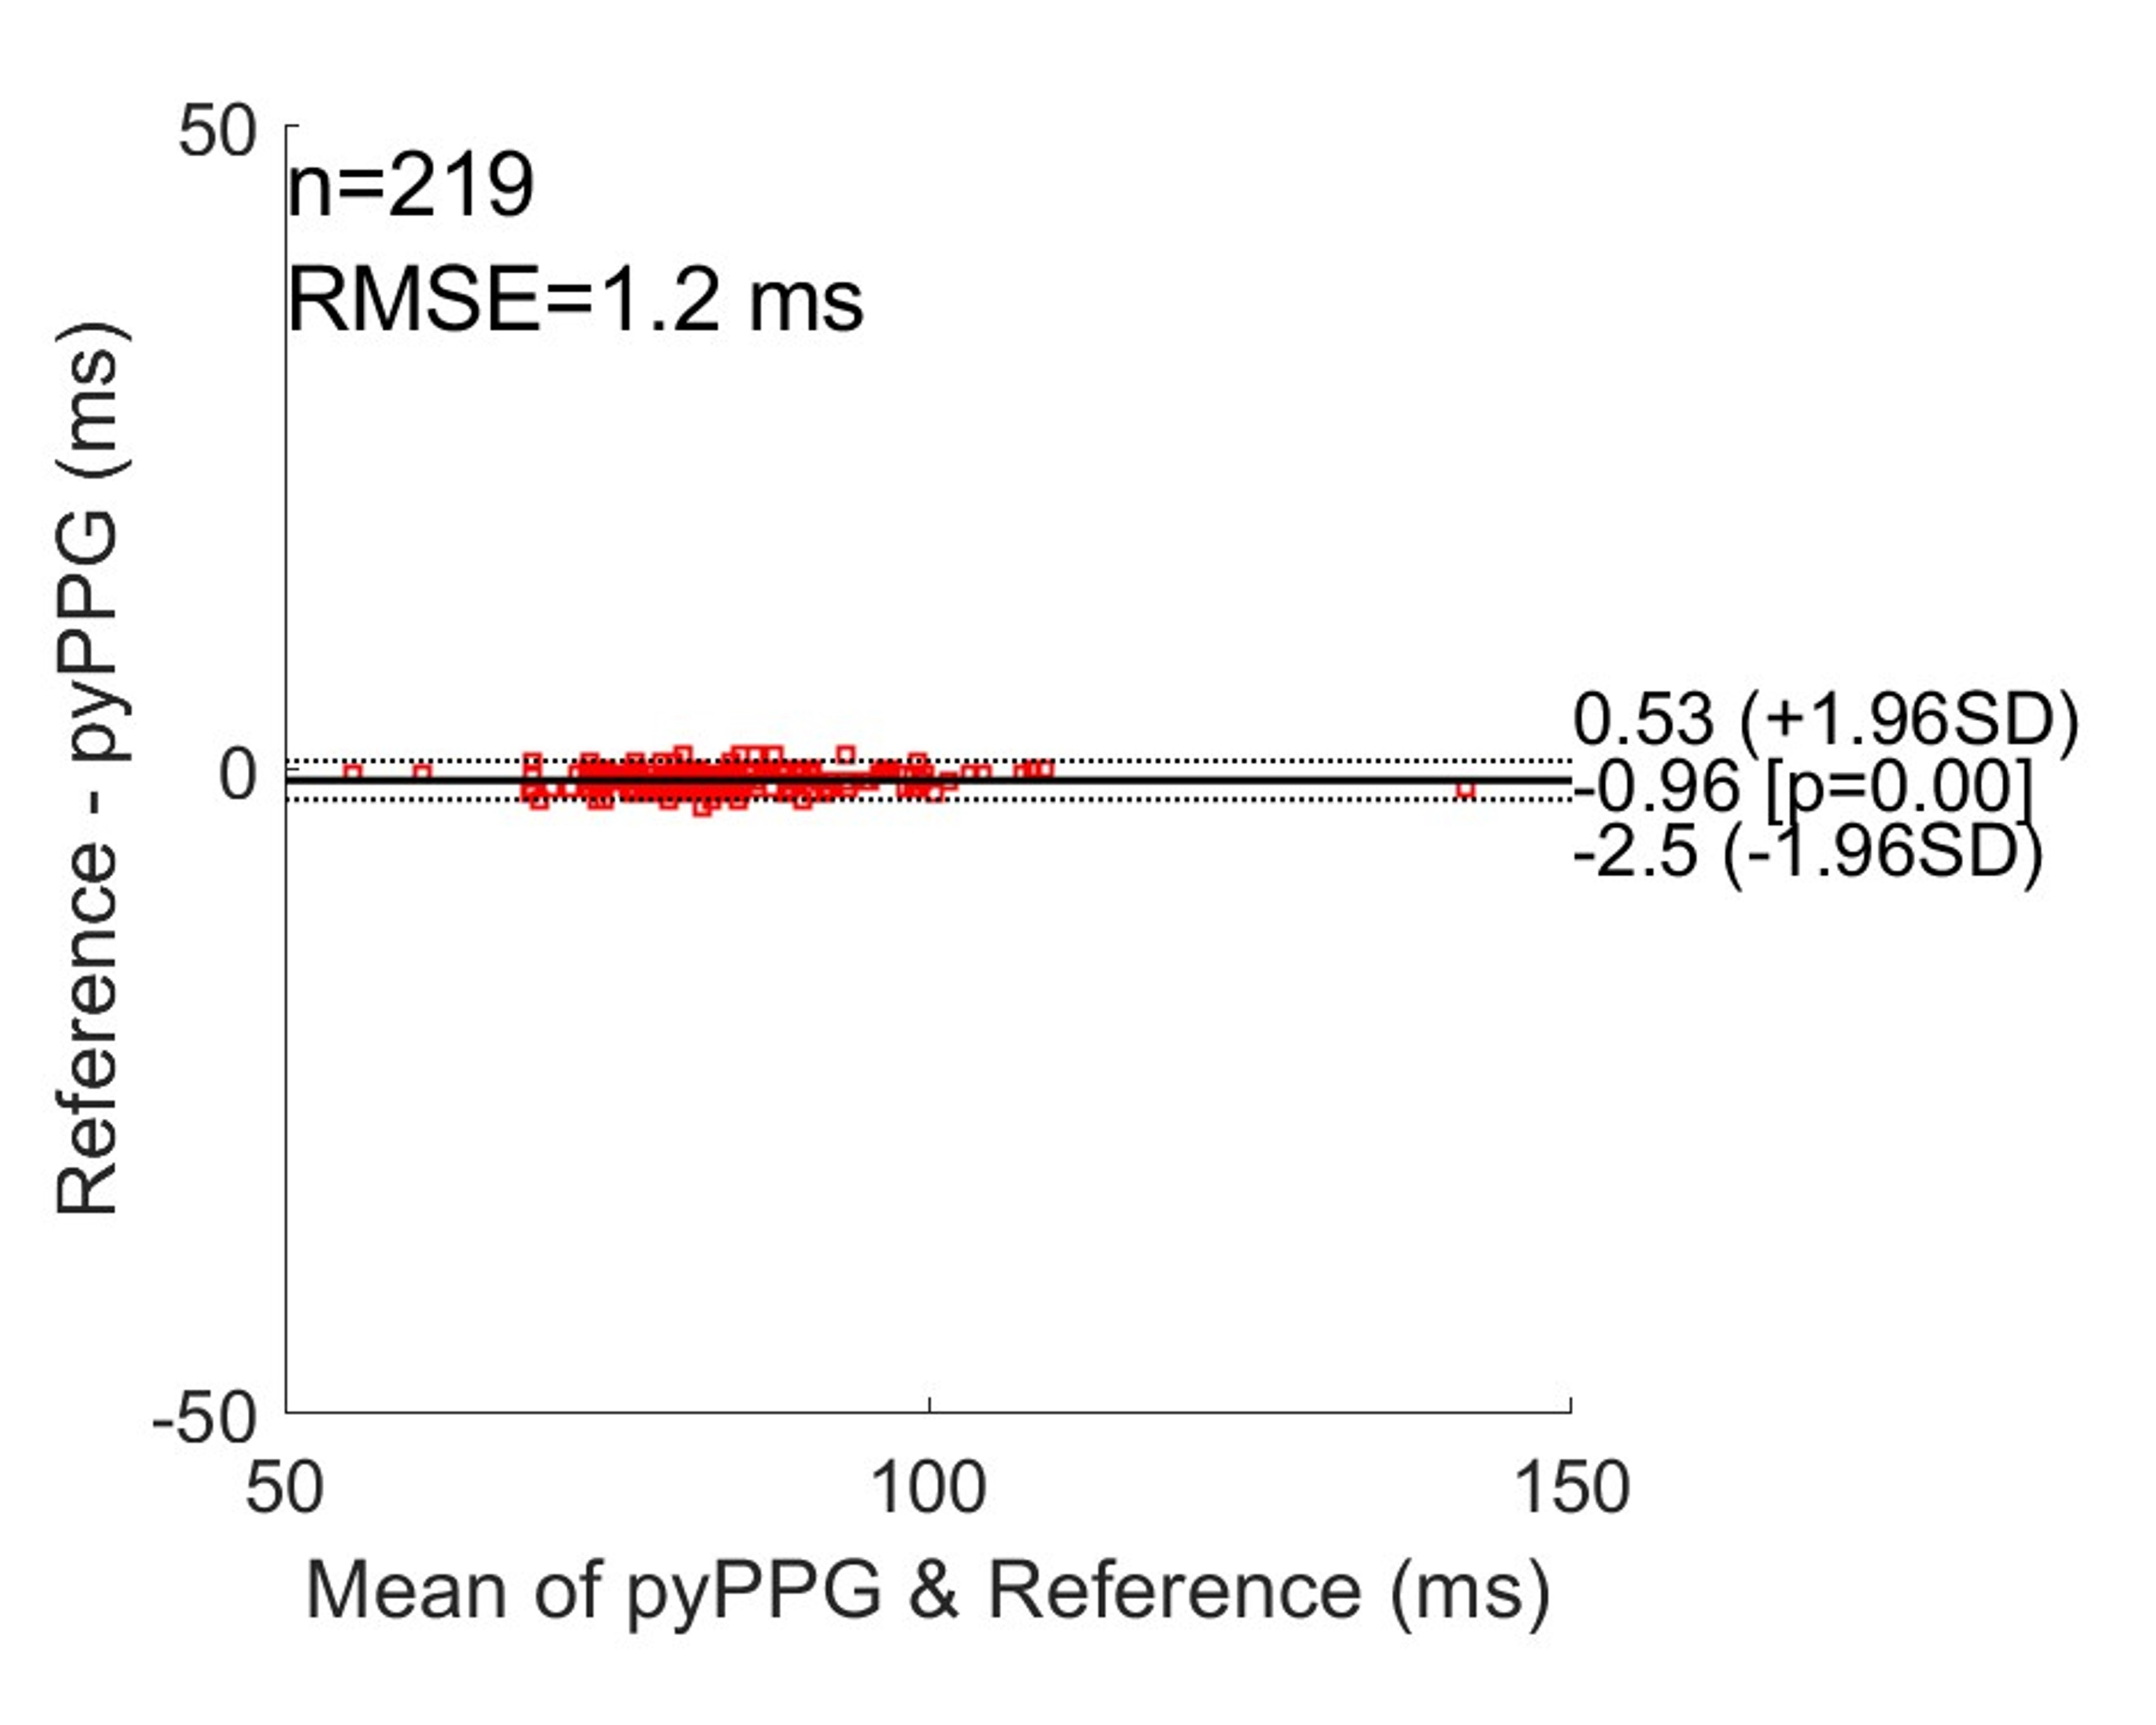 50
n=219
RMSE=1.2 ms
Reference - pyPPG (ms)
0
0.53 (+1.96SD)
-0.96 [p=0.00]
-2.5 (-1.96SD)
-50
50
100
150
Mean of pyPPG & Reference (ms)